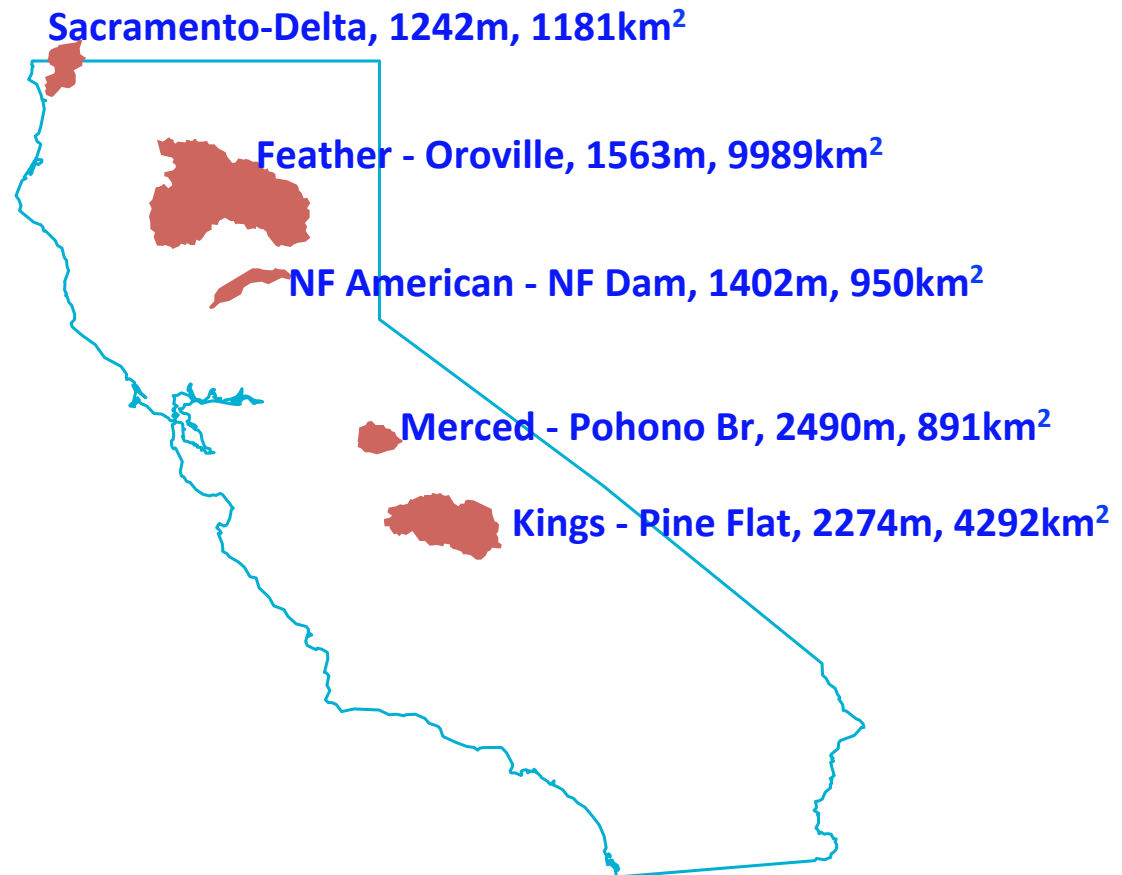 Sacramento-Delta, 1242m, 1181km²
Feather - Oroville, 1563m, 9989km²
NF American - NF Dam, 1402m, 950km²
Merced - Pohono Br, 2490m, 891km²
Kings - Pine Flat, 2274m, 4292km²